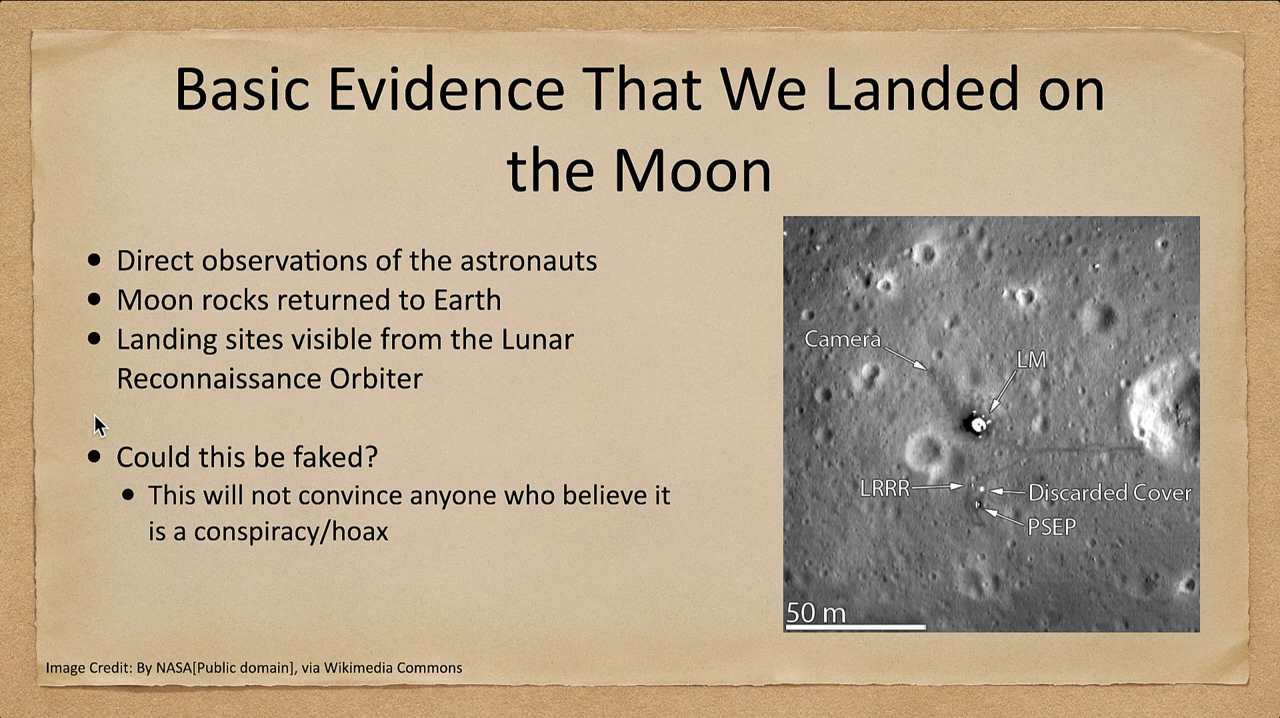 Basic Evidence That We Landed on
the Moon
• Direct observations of the astronauts
• Moon rocks returned to Earth
• Landing sites visible from the Lunar
Reconnaissance Orbiter
• Could this be faked?
• This will not convince anyone who believe it
is a conspiracy/hoax
Camera
LM
LRRR
Discarded Cover
PSEP
50 m
Image Credit: By NASA[Public domain], via Wikimedia Commons